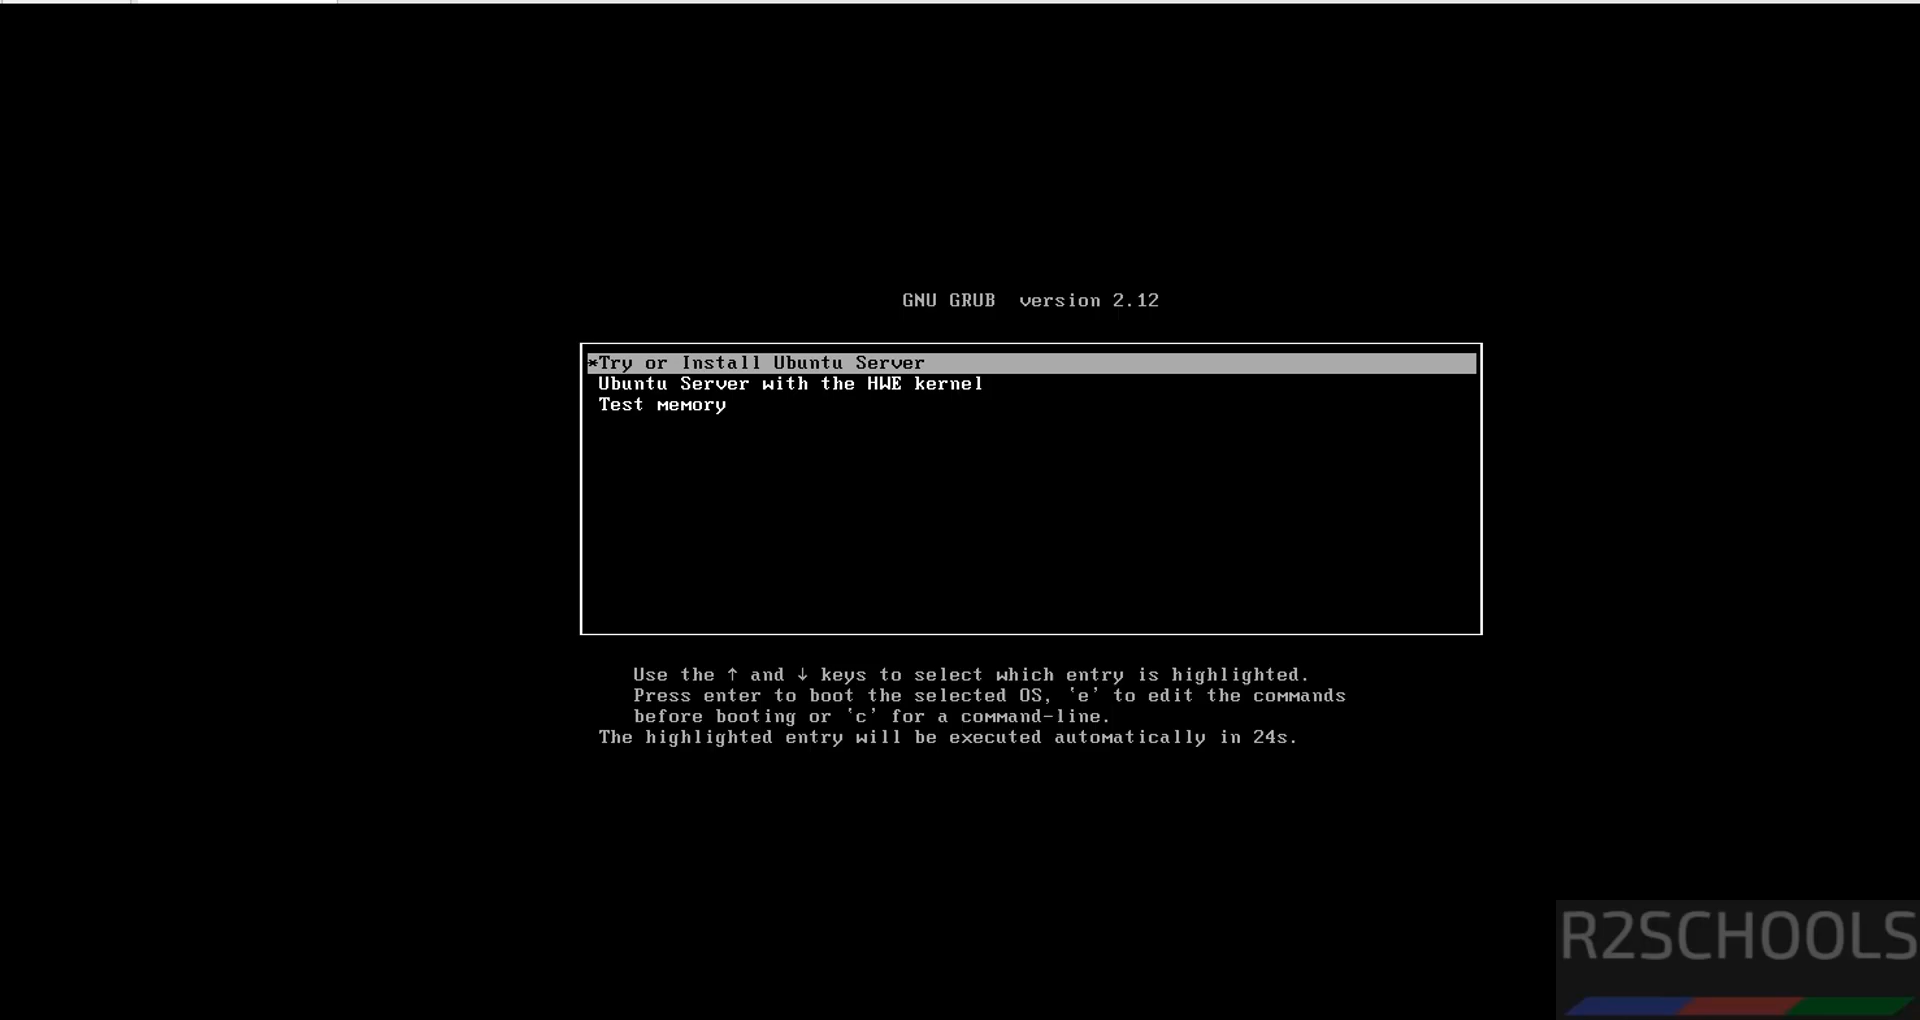 GNU GRUB version 2.12
*Try or Install Ubuntu Server
Ubuntu Server with the HWE kernel
Test memory
Use the ↑ and ↓ keys to select which entry is highlighted.
Press enter to boot the selected OS, `e' to edit the commands
before booting or `c' for a command-line.
The highlighted entry will be executed automatically in 24s.
R2SCHOOLS